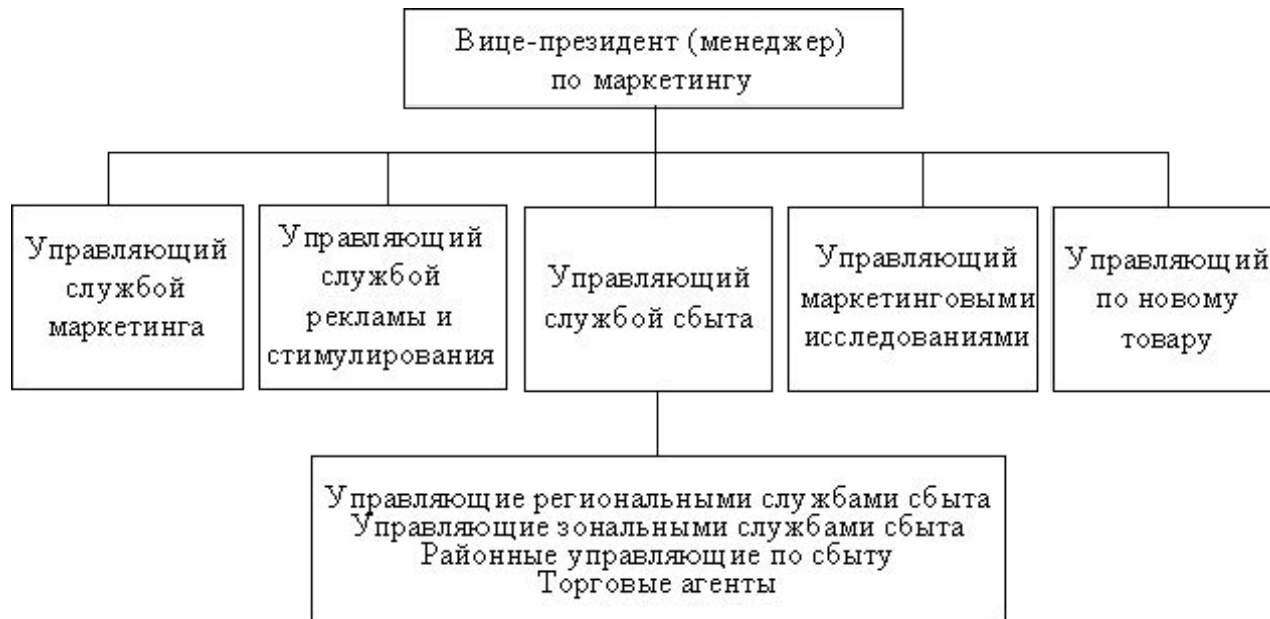 Вице-президент (менеджер)
по маркетингу
Управляющий
службой
маркетинга
Управляющий
службой
рекламы и
стимулирования
Управляющий
службой сбыта
Управляющий
маркетинговыми
исследованиями
Управляющий
по новому
товару
Управляющие региональными службами сбыта
Управляющие зональными службами сбыта
Районные управляющие по сбыту
Торговые агенты